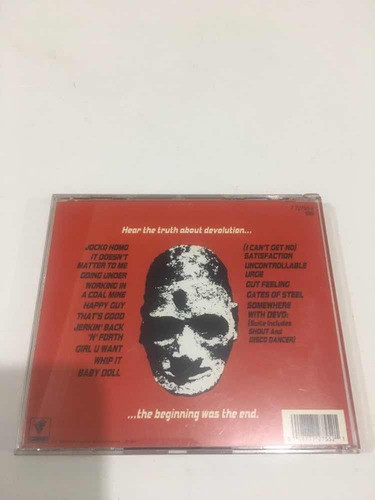 Hear the truth about devolution...
JOCKO HOMO
IT DOESN'T
MATTER TO ME
GOING UNDER
WORKING IN
A COAL MINE
HAPPY GUY
THAT'S GOOD
JERKIN' BACK
'N' FORTH
GIRL U WANT
WHIP IT
BABY DOLL
(I CAN'T GET NO)
SATISFACTION
UNCONTROLLABLE
URGE
GUT FEELING
GATES OF STEEL
SOMEWHERE
WITH DEVO:
(Suite includes
SHOUT And
DISCO DANCER)
...the beginning was the end.